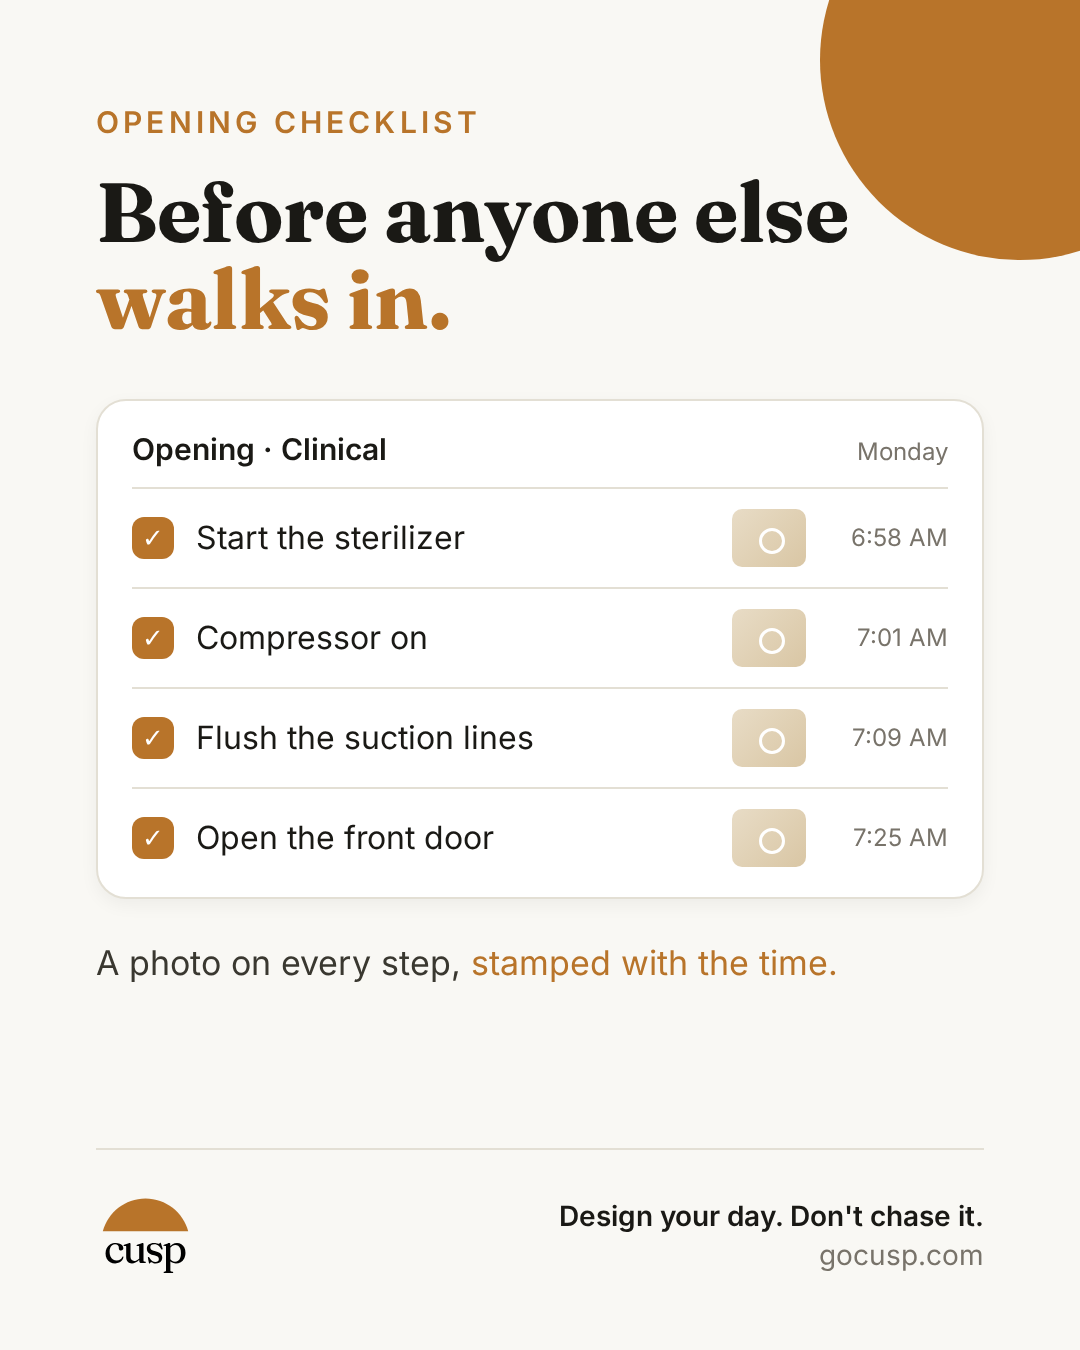 OPENING CHECKLIST
Before anyone else
walks in.
Opening · Clinical Monday
✓ Start the sterilizer 6:58 AM
✓ Compressor on 7:01 AM
✓ Flush the suction lines 7:09 AM
✓ Open the front door 7:25 AM
A photo on every step, stamped with the time.
cusp
Design your day. Don't chase it.
gocusp.com